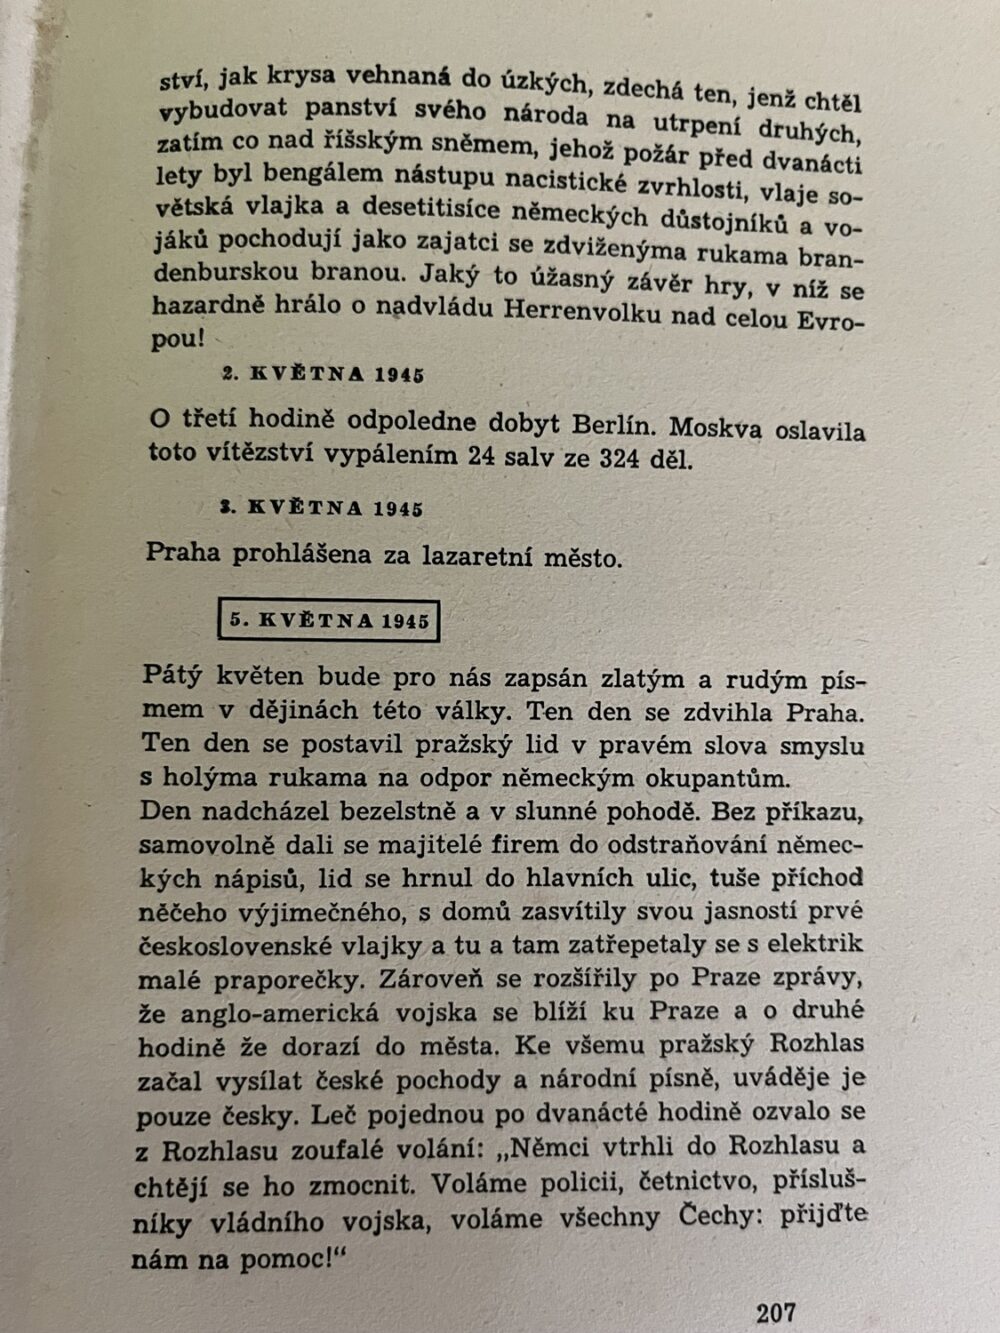 ství, jak krysa vehnaná do úzkých, zdechá ten, jenž chtěl
vybudovat panství svého národa na utrpení druhých,
zatím co nad říšským sněmem, jehož požár před dvanácti
lety byl bengálem nástupu nacistické zvrhlosti, vlaje so-
větská vlajka a desetitisíce německých důstojníků a vo-
jáků pochodují jako zajatci se zdviženýma rukama bran-
denburskou branou. Jaký to úžasný závěr hry, v níž se
hazardně hrálo o nadvládu Herrenvolku nad celou Evro-
pou!
2. KVĚTNA 1945
O třetí hodině odpoledne dobyt Berlín. Moskva oslavila
toto vítězství vypálením 24 salv ze 324 děl.
3. KVĚTNA 1945
Praha prohlášena za lazaretní město.
5. KVĚTNA 1945
Pátý květen bude pro nás zapsán zlatým a rudým pís-
mem v dějinách této války. Ten den se zdvihla Praha.
Ten den se postavil pražský lid v pravém slova smyslu
s holýma rukama na odpor německým okupantům.
Den nadcházel bezelstně a v slunné pohodě. Bez příkazu,
samovolně dali se majitelé firem do odstraňování němec-
kých nápisů, lid se hrnul do hlavních ulic, tuše příchod
něčeho výjimečného, s domů zasvítily svou jasností prvé
československé vlajky a tu a tam zatřepetaly se s elektrik
malé praporečky. Zároveň se rozšířily po Praze zprávy,
že anglo-americká vojska se blíží ku Praze a o druhé
hodině že dorazí do města. Ke všemu pražský Rozhlas
začal vysílat české pochody a národní písně, uváděje je
pouze česky. Leč pojednou po dvanácté hodině ozvalo se
z Rozhlasu zoufalé volání: „Němci vtrhli do Rozhlasu a
chtějí se ho zmocnit. Voláme policii, četnictvo, přísluš-
níky vládního vojska, voláme všechny Čechy: přijďte
nám na pomoc!“
207